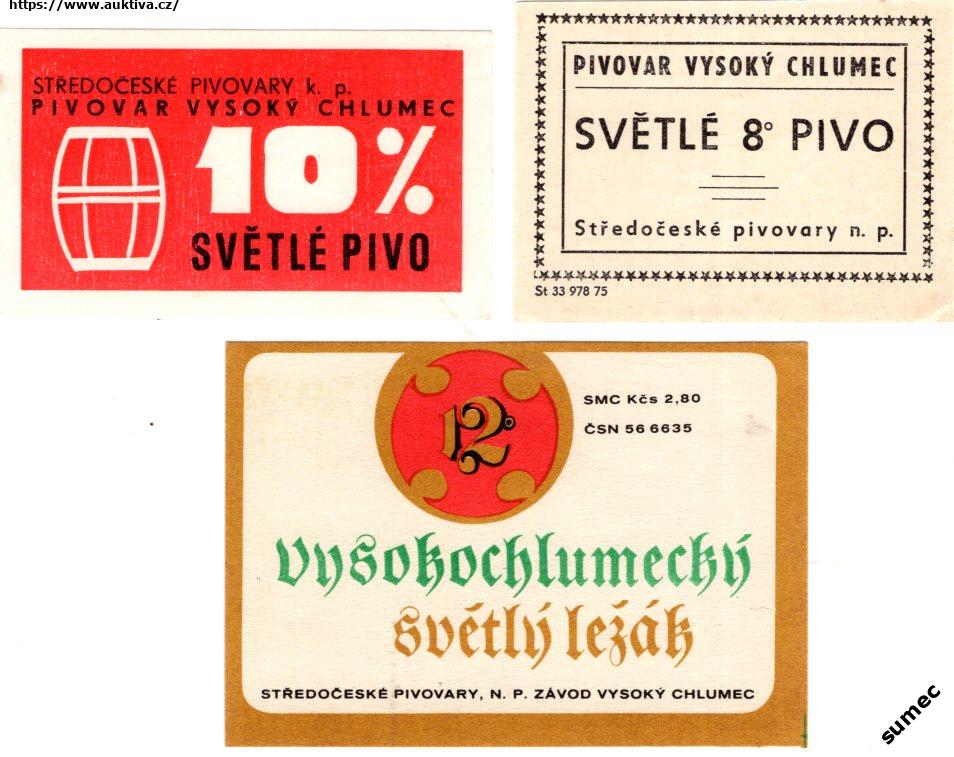 https://www.auktiva.cz/
STŘEDOČESKÉ PIVOVARY k. p.
PIVOVAR VYSOKÝ CHLUMEC
10%
SVĚTLÉ PIVO
PIVOVAR VYSOKÝ CHLUMEC
SVĚTLÉ 8° PIVO
Středočeské pivovary n. p.
St 33 978 75
12°
SMC Kčs 2,80
ČSN 56 6635
Vysokochlumecký
světlý ležák
STŘEDOČESKÉ PIVOVARY, N. P. ZÁVOD VYSOKÝ CHLUMEC
sumec